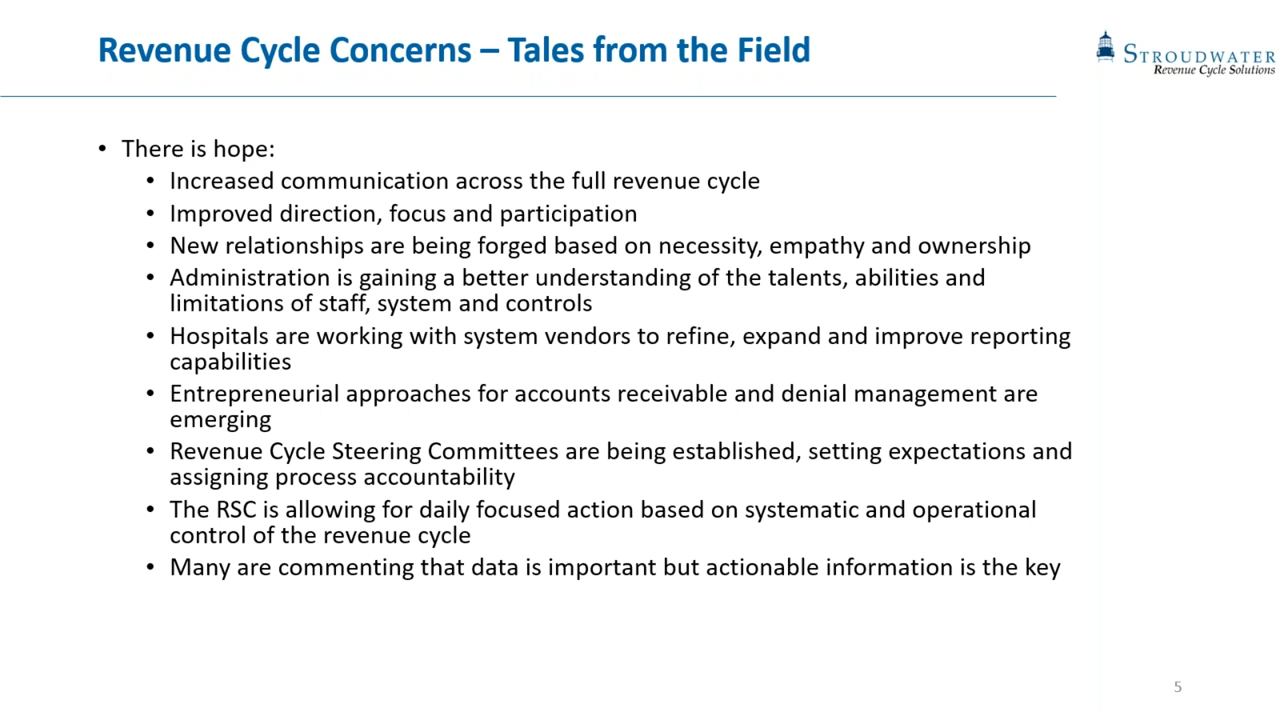 Revenue Cycle Concerns – Tales from the Field
STROUDWATER
Revenue Cycle Solutions
• There is hope:
• Increased communication across the full revenue cycle
• Improved direction, focus and participation
• New relationships are being forged based on necessity, empathy and ownership
• Administration is gaining a better understanding of the talents, abilities and
limitations of staff, system and controls
• Hospitals are working with system vendors to refine, expand and improve reporting
capabilities
• Entrepreneurial approaches for accounts receivable and denial management are
emerging
• Revenue Cycle Steering Committees are being established, setting expectations and
assigning process accountability
• The RSC is allowing for daily focused action based on systematic and operational
control of the revenue cycle
• Many are commenting that data is important but actionable information is the key
5